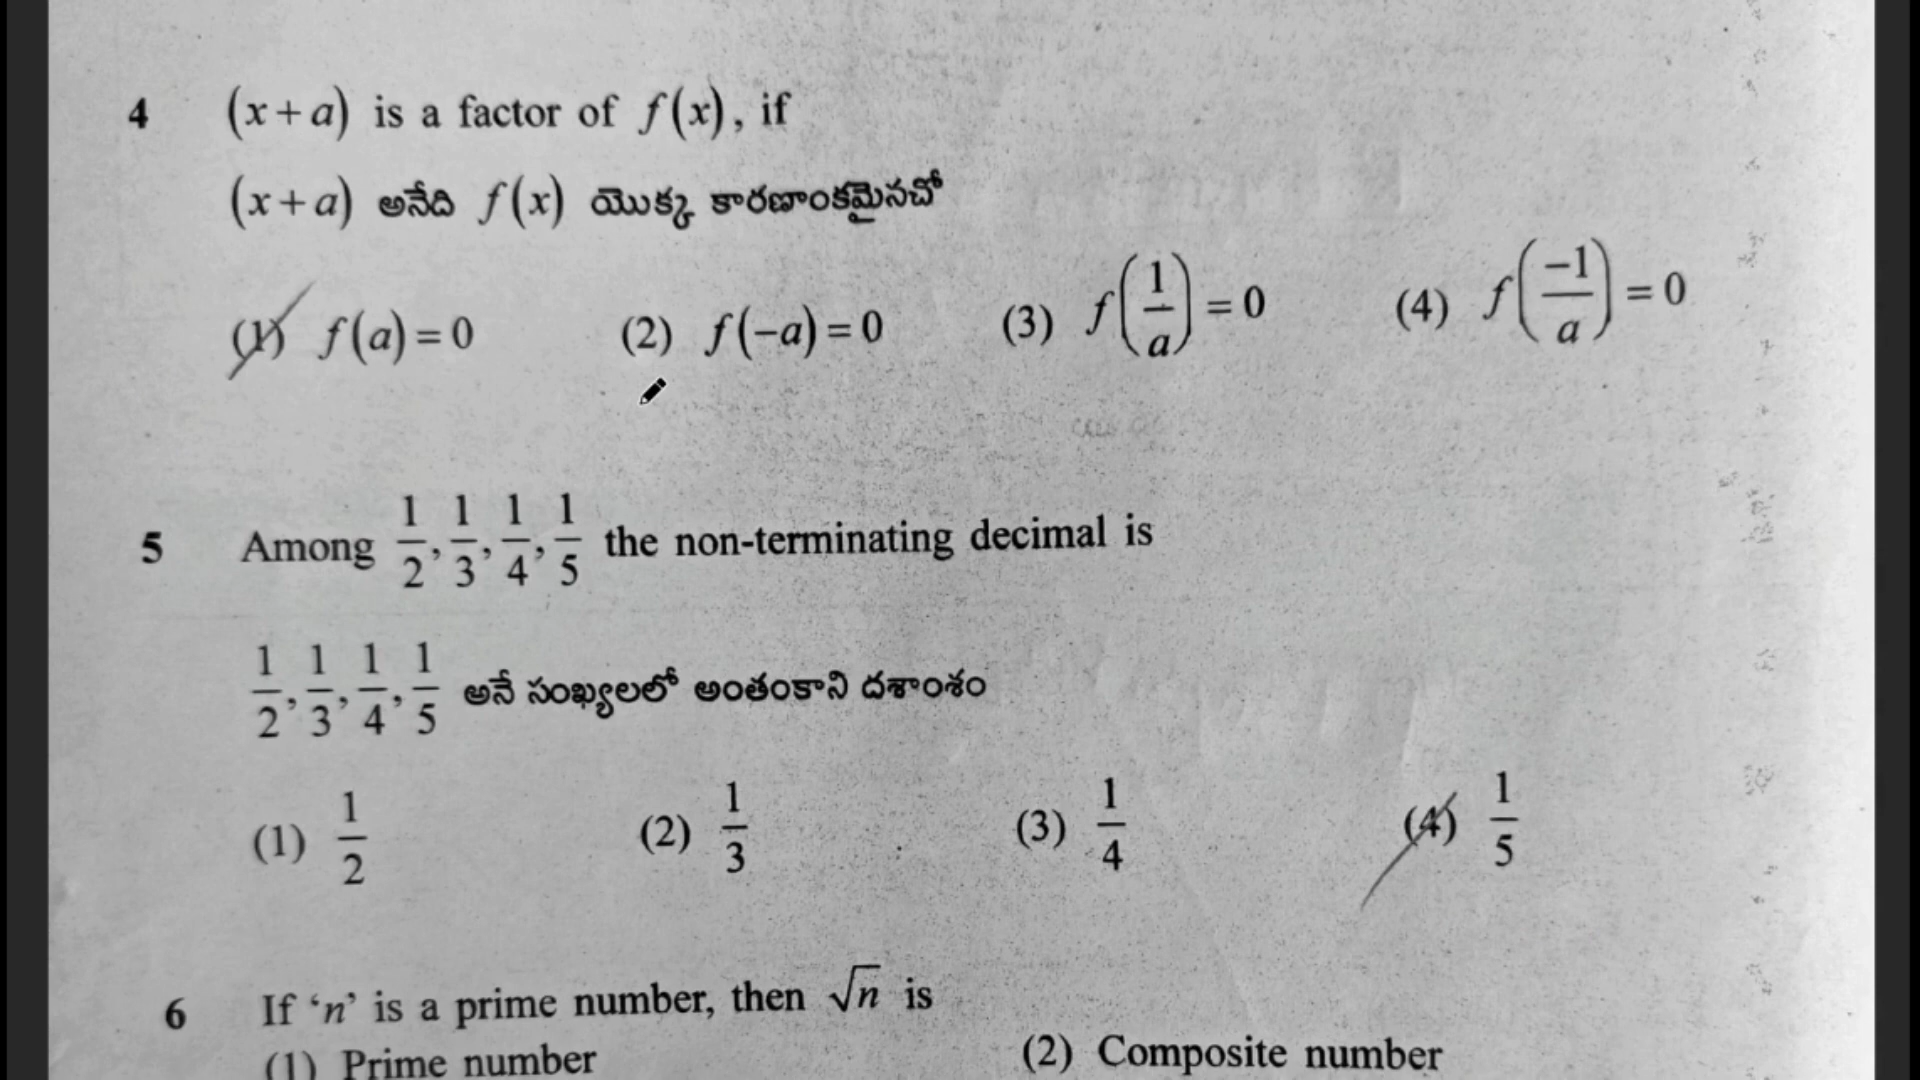 4 (x+a) is a factor of f(x), if
(x+a) అనేది f(x) యొక్క కారణాంకమైనచో
(1) f(a)=0 (2) f(-a)=0 (3) f(1/a)=0 (4) f(-1/a)=0
5 Among 1/2, 1/3, 1/4, 1/5 the non-terminating decimal is
1/2, 1/3, 1/4, 1/5 అనే సంఖ్యలలో అంతంకాని దశాంశం
(1) 1/2 (2) 1/3 (3) 1/4 (4) 1/5
6 If ‘n’ is a prime number, then √n is
(1) Prime number (2) Composite number